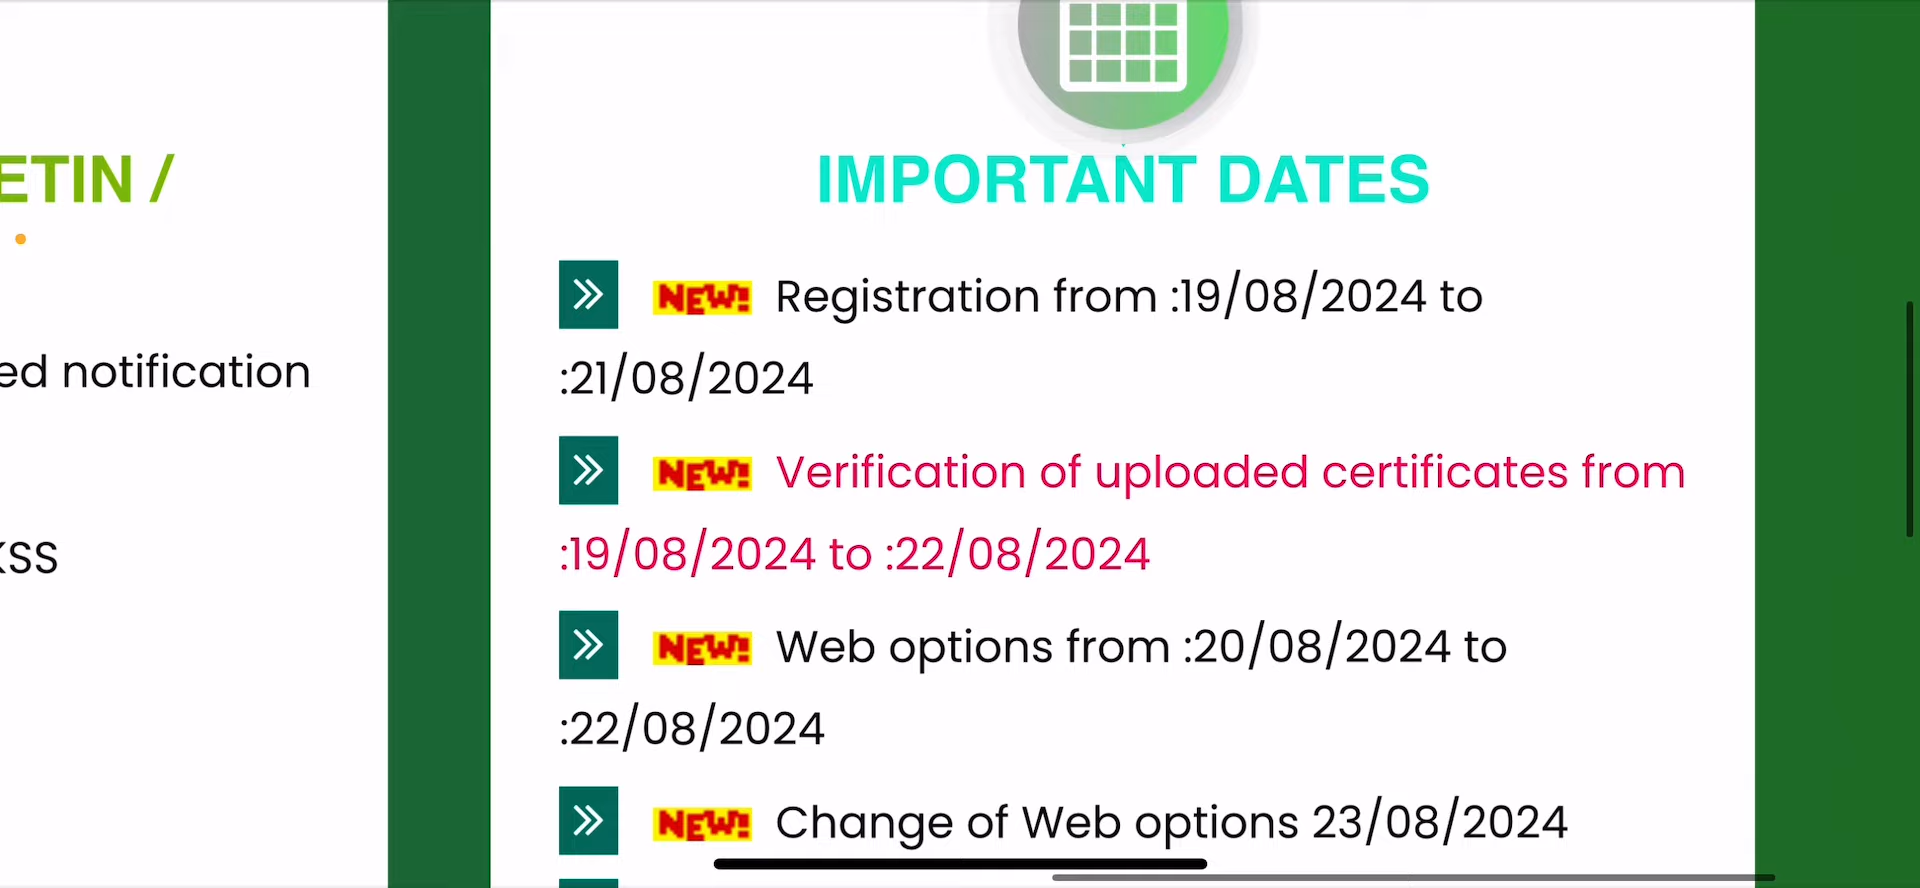 ETIN /
ed notification
KSS
IMPORTANT DATES
NEW! Registration from :19/08/2024 to
:21/08/2024
NEW! Verification of uploaded certificates from
:19/08/2024 to :22/08/2024
NEW! Web options from :20/08/2024 to
:22/08/2024
NEW! Change of Web options 23/08/2024